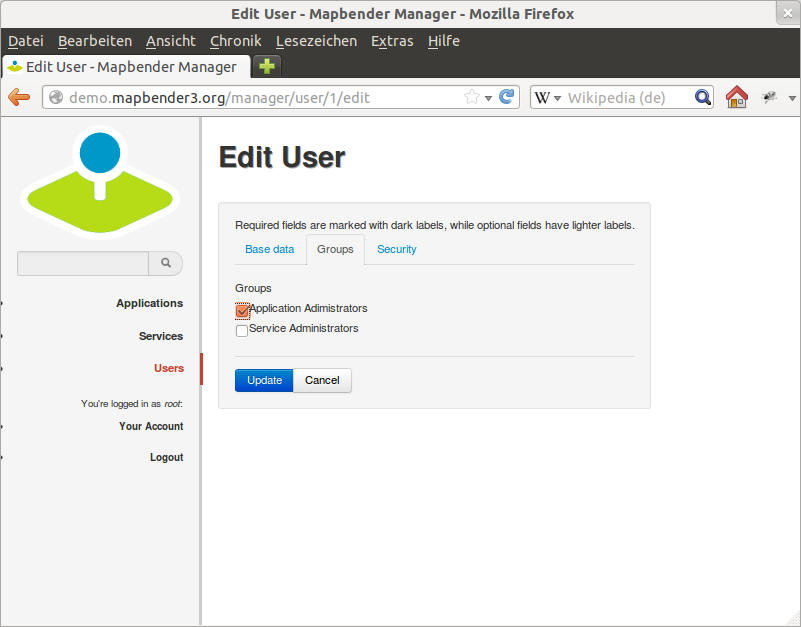 Edit User - Mapbender Manager - Mozilla Firefox
Datei Bearbeiten Ansicht Chronik Lesezeichen Extras Hilfe
Edit User - Mapbender Manager
demo.mapbender3.org/manager/user/1/edit
W Wikipedia (de)
Edit User
Required fields are marked with dark labels, while optional fields have lighter labels.
Base data Groups Security
Groups
Application Adimistrators
Service Administrators
Update Cancel
Applications
Services
Users
You're logged in as root:
Your Account
Logout